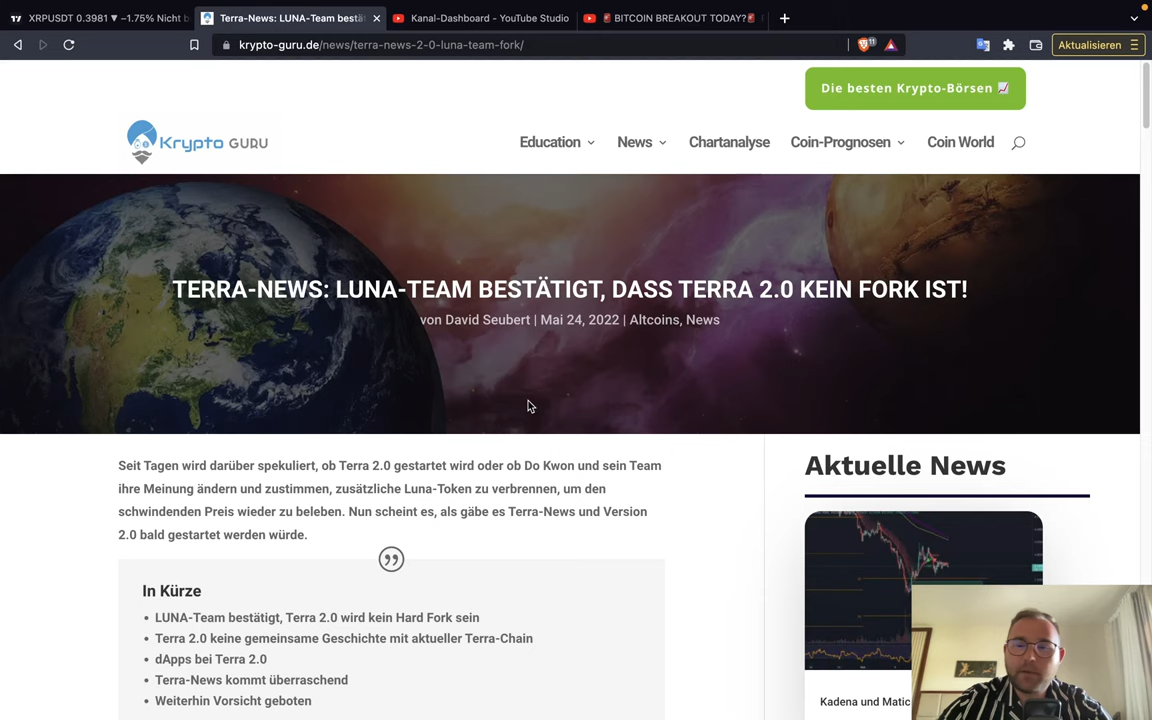 XRPUSDT 0.3981 ▼ −1.75% Nicht b
Terra-News: LUNA-Team bestä
Kanal-Dashboard - YouTube Studio
BITCOIN BREAKOUT TODAY?
krypto-guru.de/news/terra-news-2-0-luna-team-fork/
11
Aktualisieren
Die besten Krypto-Börsen
Krypto GURU
Education
News
Chartanalyse
Coin-Prognosen
Coin World
TERRA-NEWS: LUNA-TEAM BESTÄTIGT, DASS TERRA 2.0 KEIN FORK IST!
von David Seubert | Mai 24, 2022 | Altcoins, News
Seit Tagen wird darüber spekuliert, ob Terra 2.0 gestartet wird oder ob Do Kwon und sein Team
ihre Meinung ändern und zustimmen, zusätzliche Luna-Token zu verbrennen, um den
schwindenden Preis wieder zu beleben. Nun scheint es, als gäbe es Terra-News und Version
2.0 bald gestartet werden würde.
In Kürze
• LUNA-Team bestätigt, Terra 2.0 wird kein Hard Fork sein
• Terra 2.0 keine gemeinsame Geschichte mit aktueller Terra-Chain
• dApps bei Terra 2.0
• Terra-News kommt überraschend
• Weiterhin Vorsicht geboten
Aktuelle News
Kadena und Matic